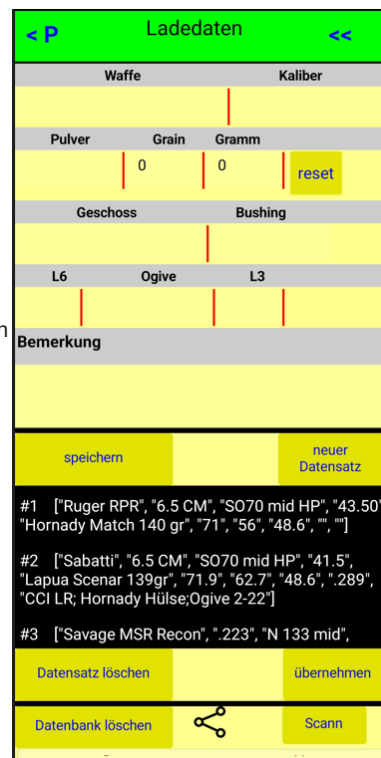 < P Ladedaten <<
Waffe Kaliber
Pulver Grain Gramm
0 0 reset
Geschoss Bushing
L6 Ogive L3
Bemerkung
speichern neuer
Datensatz
#1 ["Ruger RPR", "6.5 CM", "SO70 mid HP", "43.50"
"Hornady Match 140 gr", "71", "56", "48.6", "", ""]
#2 ["Sabatti", "6.5 CM", "SO70 mid HP", "41.5",
"Lapua Scenar 139gr", "71.9", "62.7", "48.6", ".289",
"CCI LR; Hornady Hülse;Ogive 2-22"]
#3 ["Savage MSR Recon", ".223", "N 133 mid",
Datensatz löschen übernehmen
Datenbank löschen Scann